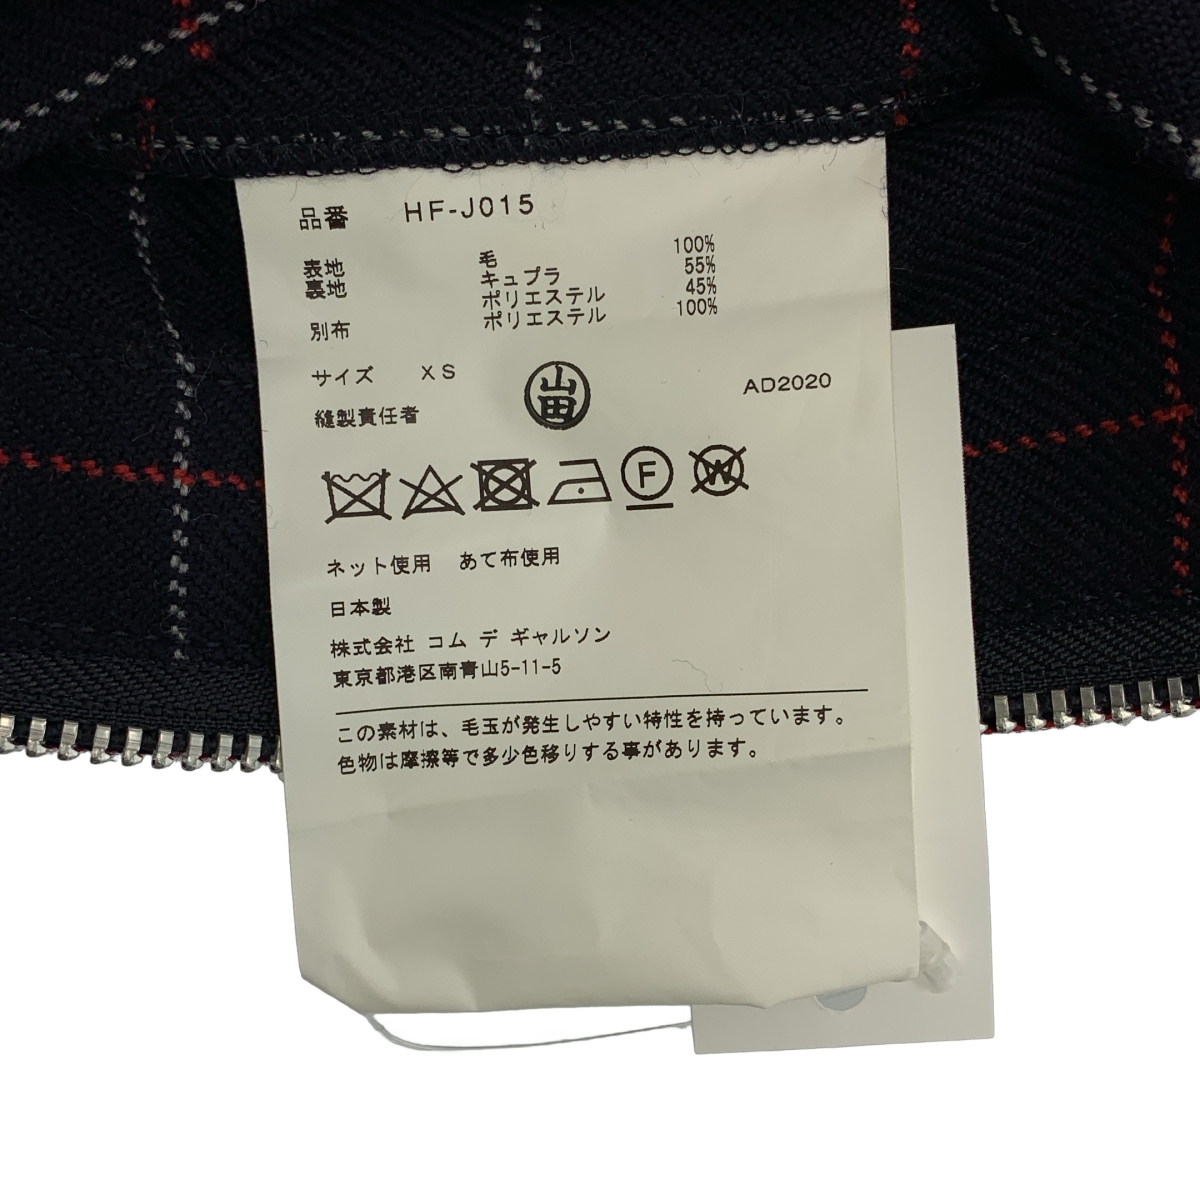 品番 HF-J015
表地 毛 100%
裏地 キュプラ 55%
ポリエステル 45%
別布 ポリエステル 100%
サイズ XS
山田
AD2020
縫製責任者
F W
ネット使用 あて布使用
日本製
株式会社 コム デ ギャルソン
東京都港区南青山5-11-5
この素材は、毛玉が発生しやすい特性を持っています。
色物は摩擦等で多少色移りする事があります。